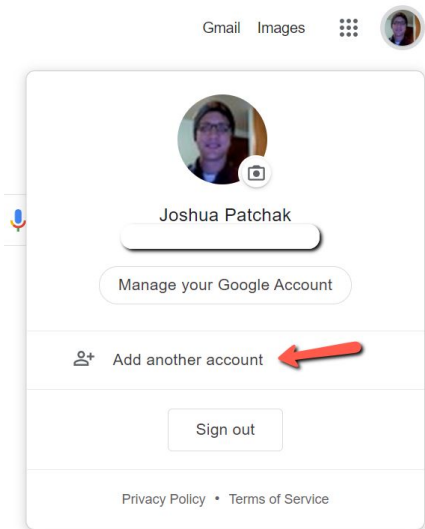 Gmail Images
Joshua Patchak
Manage your Google Account
Add another account
Sign out
Privacy Policy • Terms of Service